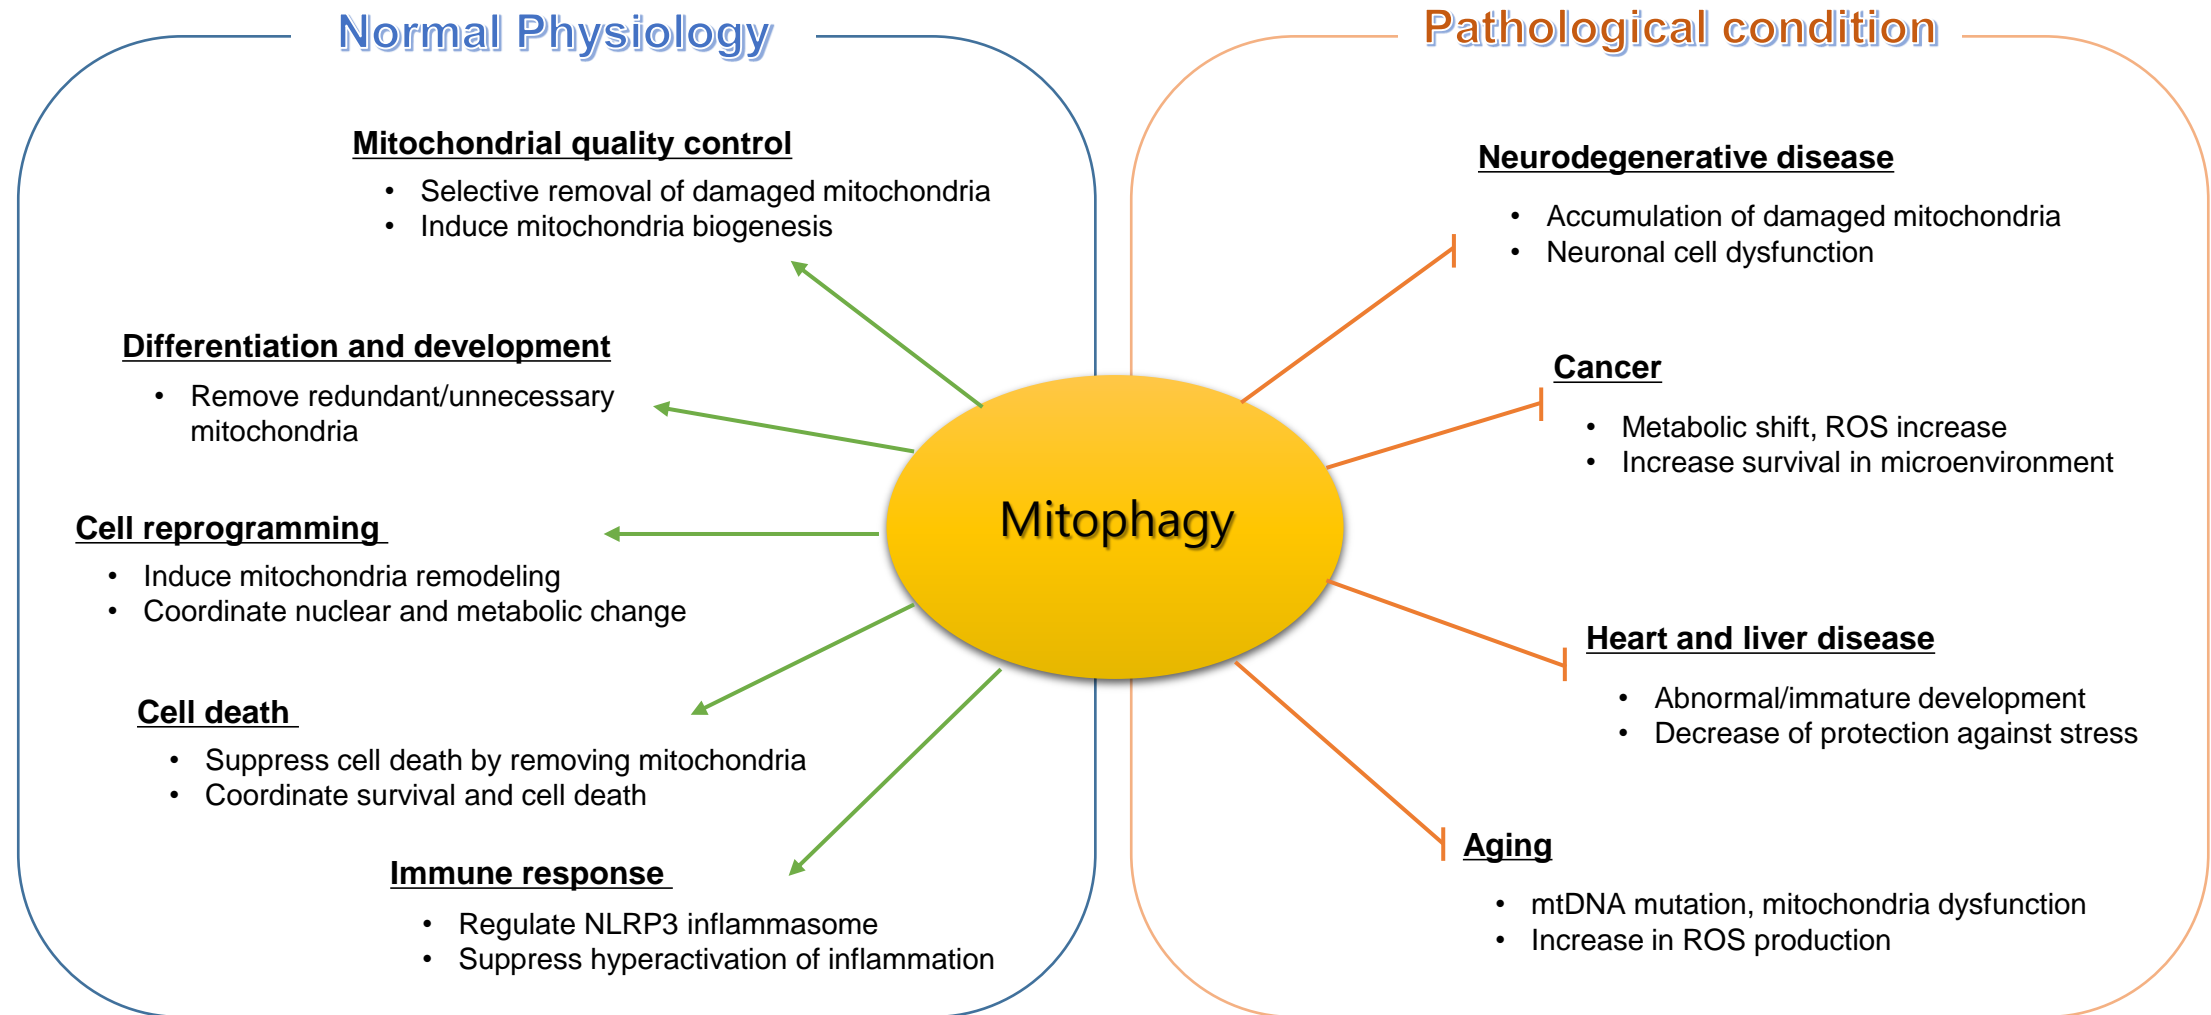 Normal Physiology
Mitochondrial quality control
• Selective removal of damaged mitochondria
• Induce mitochondria biogenesis
Differentiation and development
• Remove redundant/unnecessary
mitochondria
Cell reprogramming
• Induce mitochondria remodeling
• Coordinate nuclear and metabolic change
Cell death
• Suppress cell death by removing mitochondria
• Coordinate survival and cell death
Immune response
• Regulate NLRP3 inflammasome
• Suppress hyperactivation of inflammation
Mitophagy
Pathological condition
Neurodegenerative disease
• Accumulation of damaged mitochondria
• Neuronal cell dysfunction
Cancer
• Metabolic shift, ROS increase
• Increase survival in microenvironment
Heart and liver disease
• Abnormal/immature development
• Decrease of protection against stress
Aging
• mtDNA mutation, mitochondria dysfunction
• Increase in ROS production